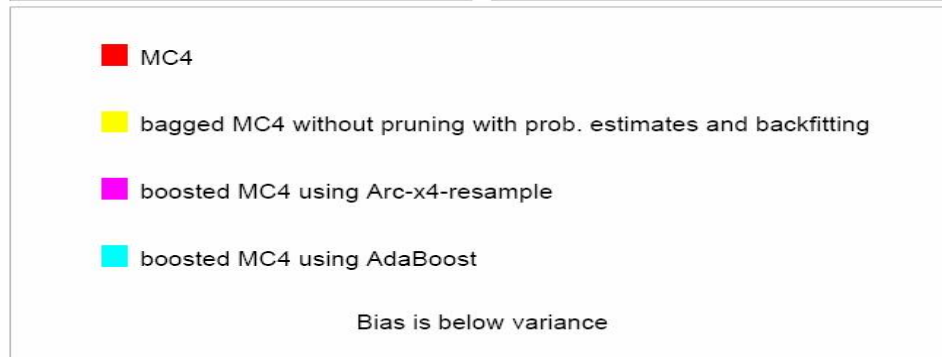 MC4
bagged MC4 without pruning with prob. estimates and backfitting
boosted MC4 using Arc-x4-resample
boosted MC4 using AdaBoost
Bias is below variance